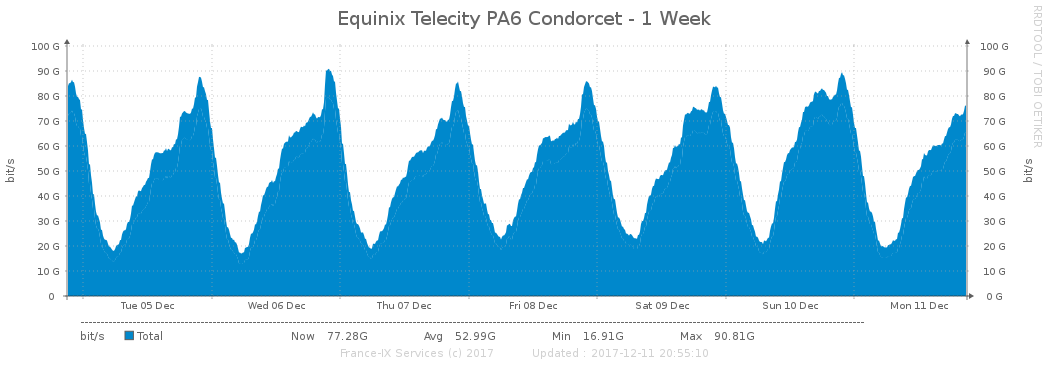 Equinix Telecity PA6 Condorcet - 1 Week
RRDTOOL / TOBI OETIKER
bit/s
100 G
90 G
80 G
70 G
60 G
50 G
40 G
30 G
20 G
10 G
0
100 G
90 G
80 G
70 G
60 G
50 G
40 G
30 G
20 G
10 G
0 G
bit/s
Tue 05 Dec Wed 06 Dec Thu 07 Dec Fri 08 Dec Sat 09 Dec Sun 10 Dec Mon 11 Dec
bit/s Total Now 77.28G Avg 52.99G Min 16.91G Max 90.81G
France-IX Services (c) 2017 Updated : 2017-12-11 20:55:10